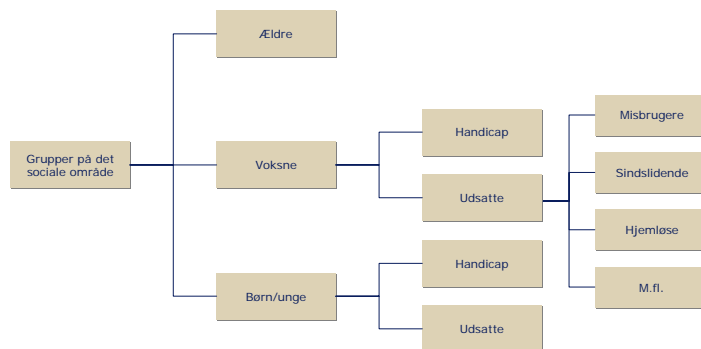 Grupper på det
sociale område
Ældre
Voksne
Handicap
Udsatte
Misbrugere
Sindslidende
Hjemløse
M.fl.
Børn/unge
Handicap
Udsatte